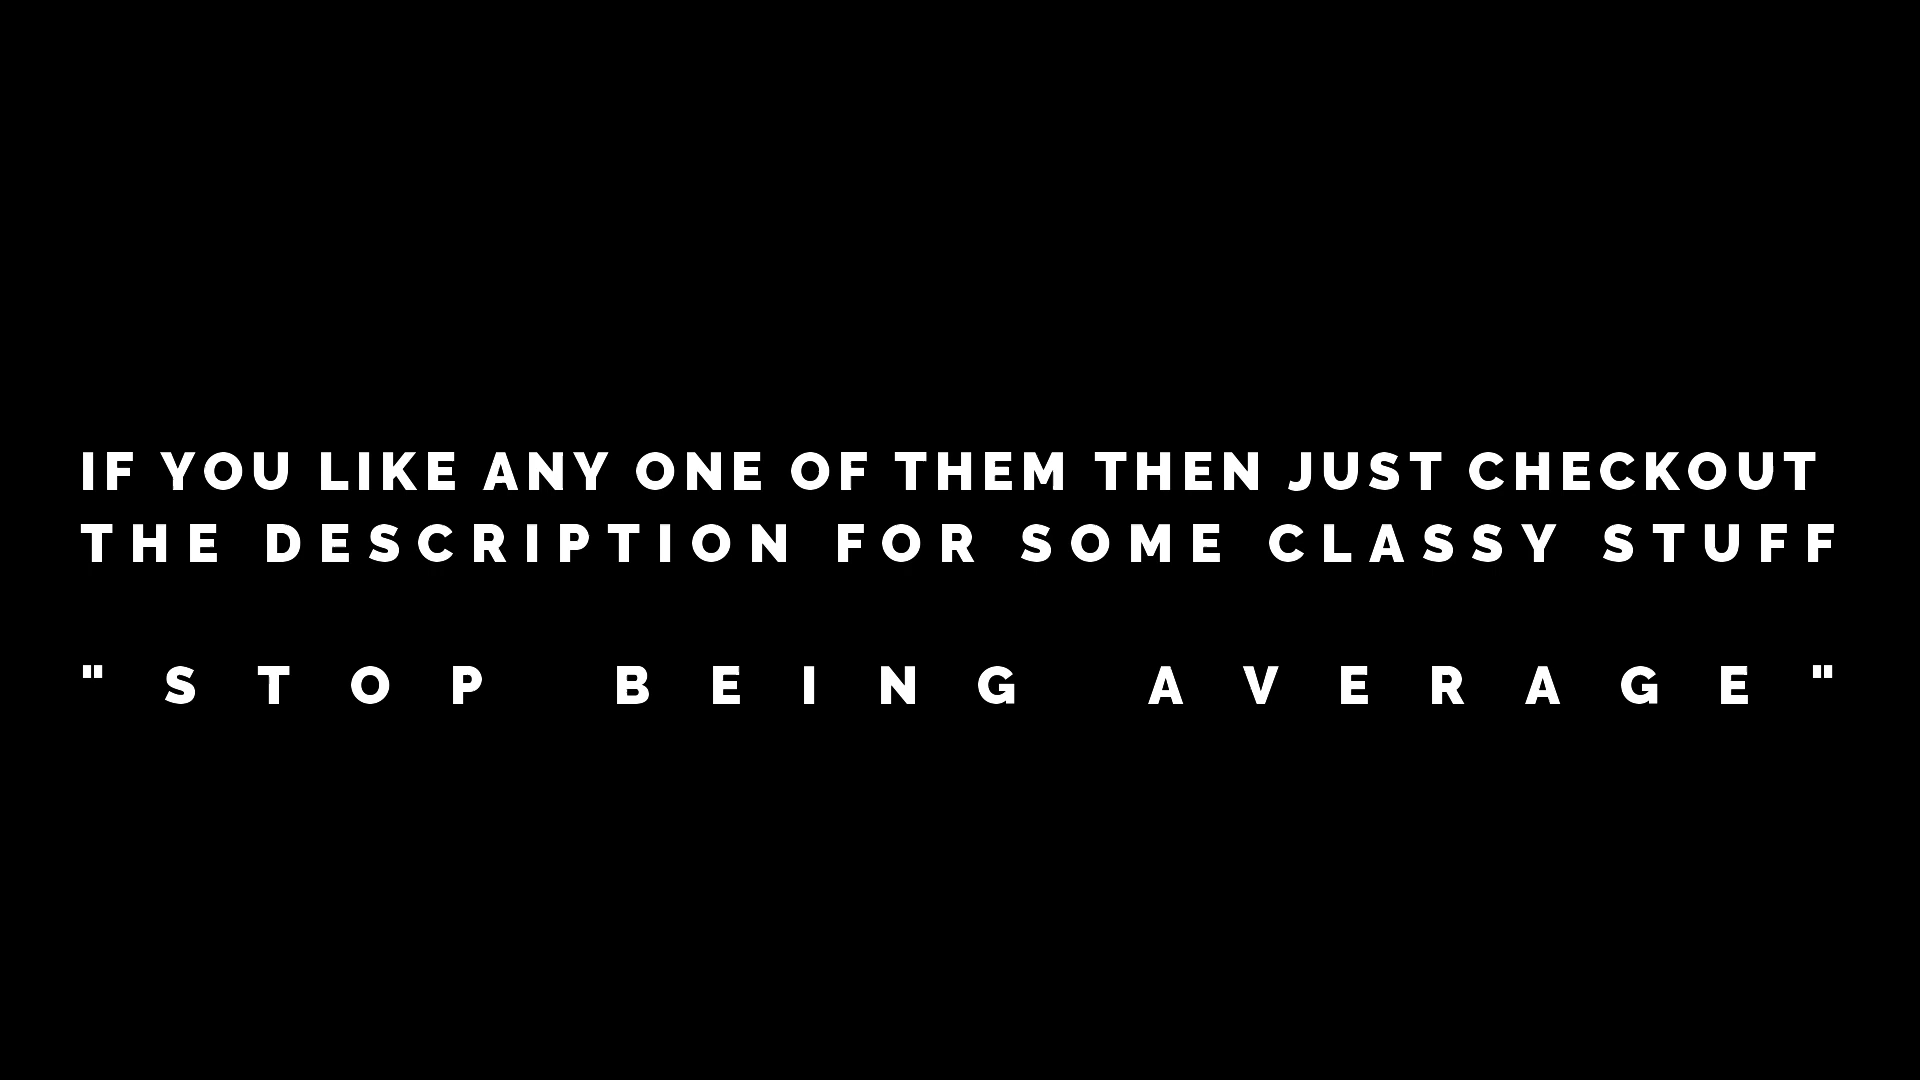 IF YOU LIKE ANY ONE OF THEM THEN JUST CHECKOUT
THE DESCRIPTION FOR SOME CLASSY STUFF
"STOP BEING AVERAGE"